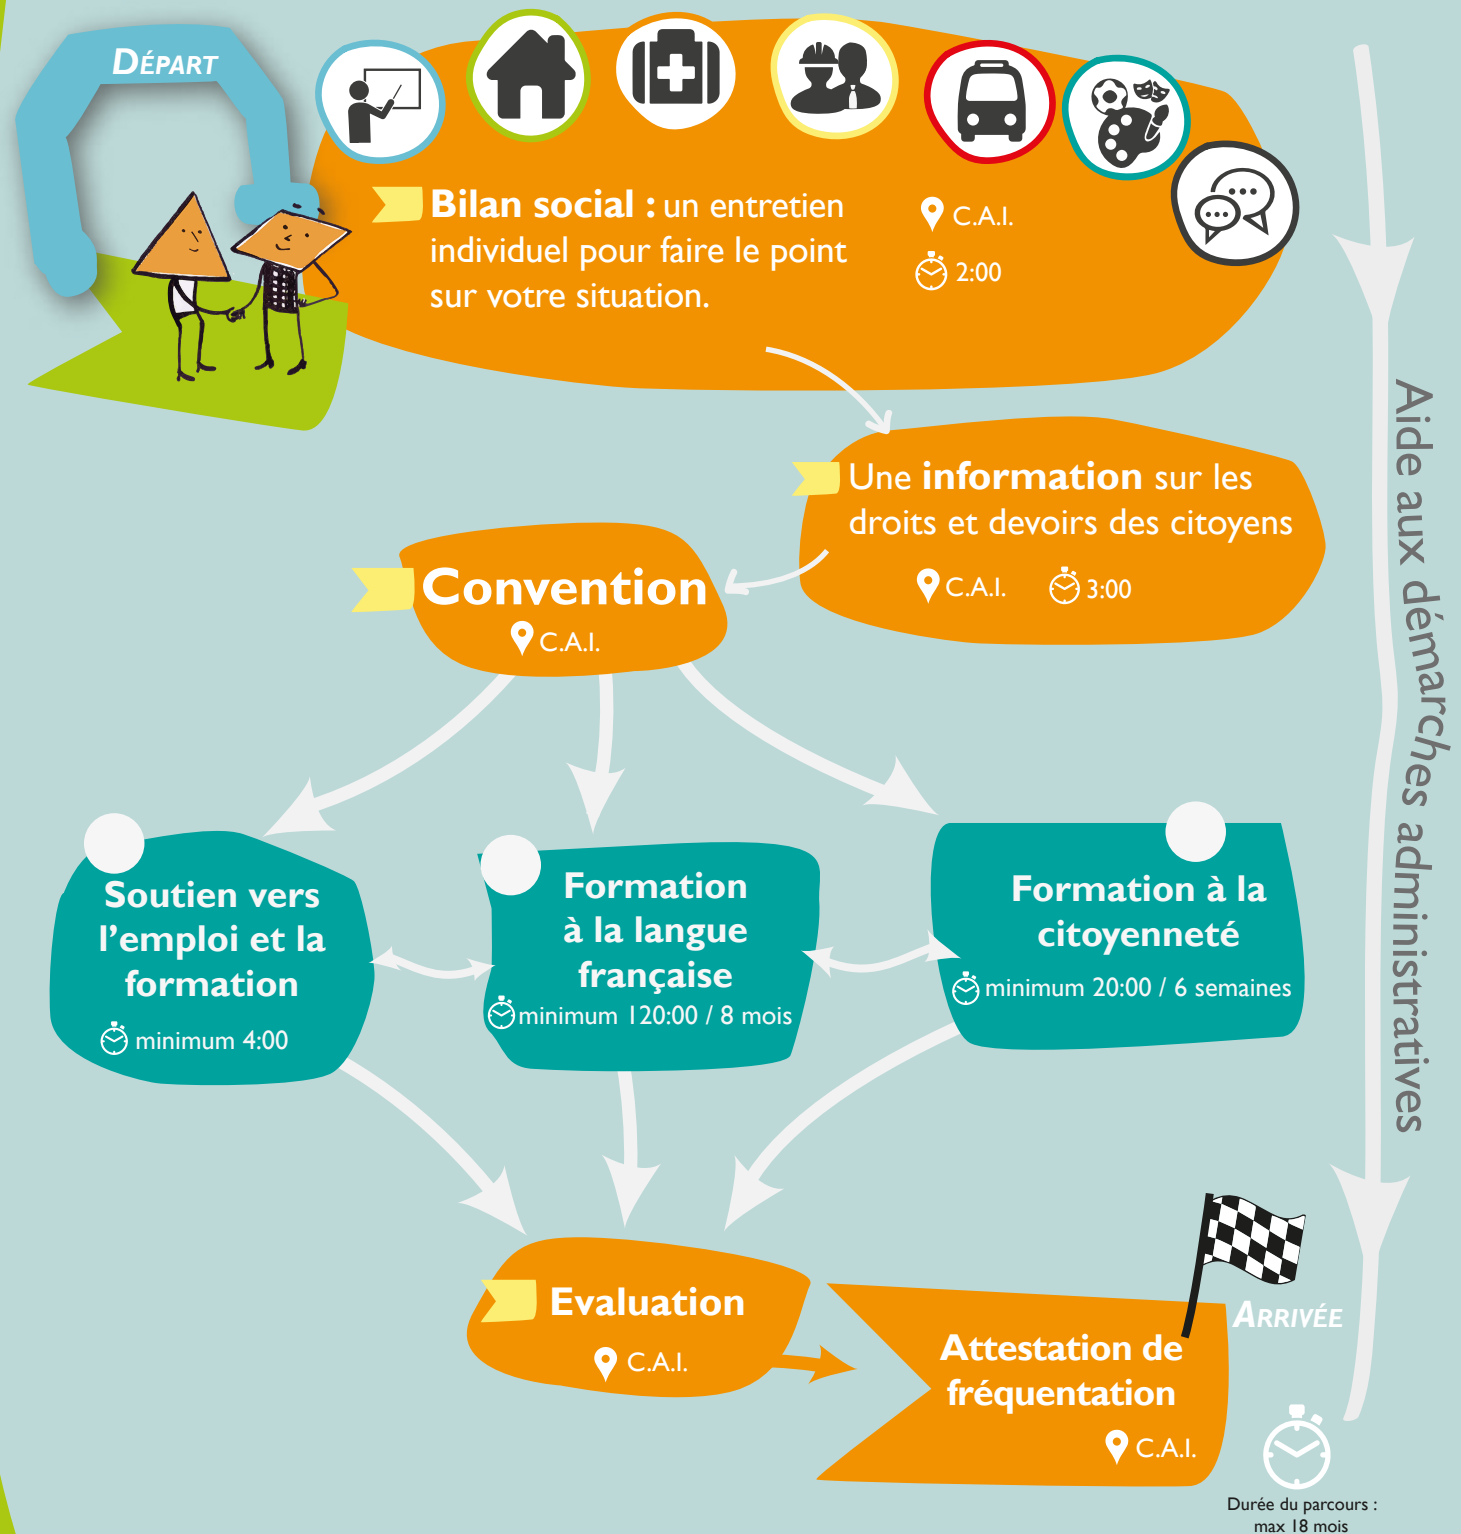 DÉPART
Bilan social : un entretien
individuel pour faire le point
sur votre situation.
C.A.I.
2:00
Une information sur les
droits et devoirs des citoyens
C.A.I.
3:00
Convention
C.A.I.
Soutien vers
l'emploi et la
formation
minimum 4:00
Formation
à la langue
française
minimum 120:00 / 8 mois
Formation à la
citoyenneté
minimum 20:00 / 6 semaines
Evaluation
C.A.I.
Attestation de
fréquentation
C.A.I.
ARRIVÉE
Durée du parcours :
max 18 mois
Aide aux démarches administratives